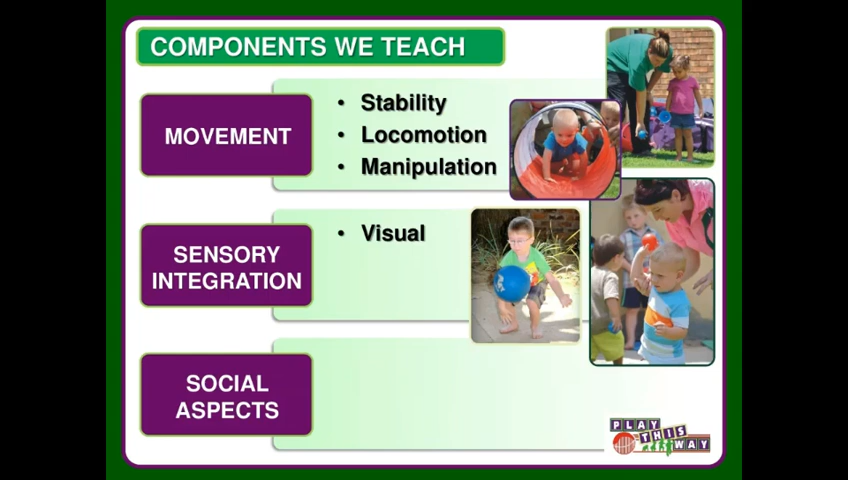 COMPONENTS WE TEACH
MOVEMENT
• Stability
• Locomotion
• Manipulation
SENSORY
INTEGRATION
• Visual
SOCIAL
ASPECTS
PLAY
THIS
WAY